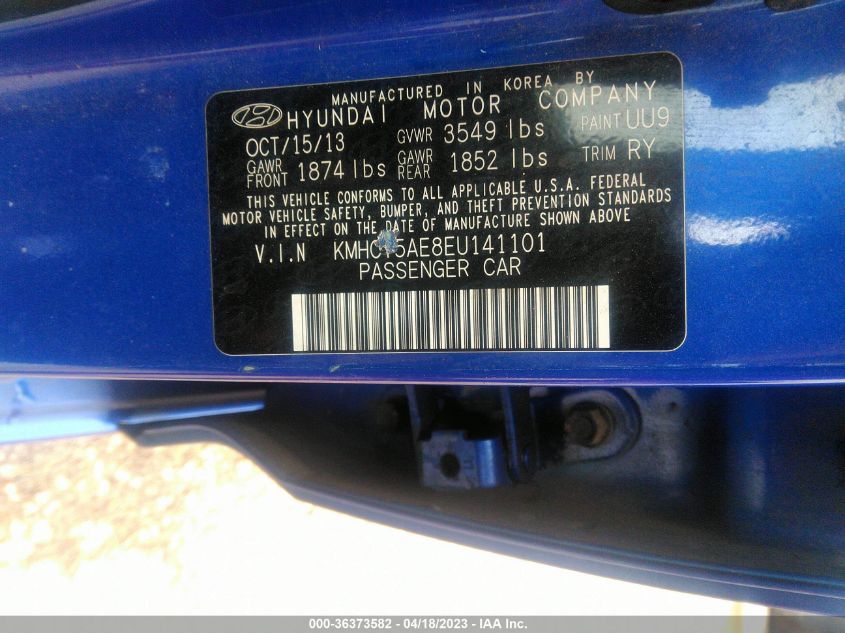 MANUFACTURED IN KOREA BY
HYUNDAI MOTOR COMPANY
OCT/15/13 GVWR 3549 lbs PAINT UU9
GAWR FRONT 1874 lbs GAWR REAR 1852 lbs TRIM RY
THIS VEHICLE CONFORMS TO ALL APPLICABLE U.S.A. FEDERAL
MOTOR VEHICLE SAFETY, BUMPER, AND THEFT PREVENTION STANDARDS
IN EFFECT ON THE DATE OF MANUFACTURE SHOWN ABOVE
V.I.N KMHCT5AE8EU141101
PASSENGER CAR
000-36373582 - 04/18/2023 - IAA Inc.